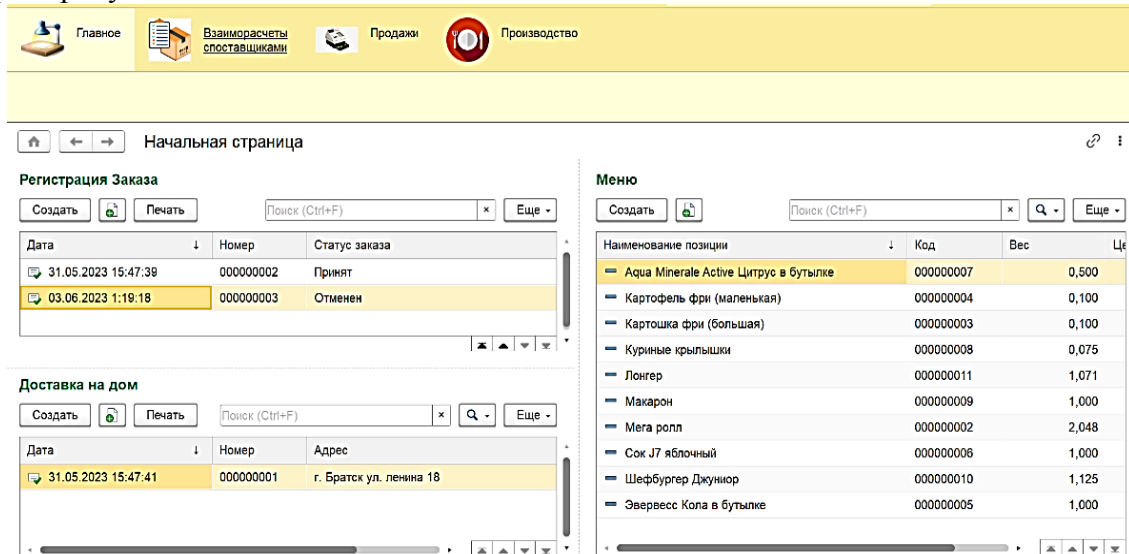 Главное
Взаиморасчеты
споставщиками
Продажи
Производство
Начальная страница
Регистрация Заказа
Создать Печать Поиск (Ctrl+F) × Еще
Дата ↓ Номер Статус заказа
31.05.2023 15:47:39 000000002 Принят
03.06.2023 1:19:18 000000003 Отменен
Доставка на дом
Создать Печать Поиск (Ctrl+F) × Еще
Дата ↓ Номер Адрес
31.05.2023 15:47:41 000000001 г. Братск ул. ленина 18
Меню
Создать Поиск (Ctrl+F) × Еще
Наименование позиции ↓ Код Вес Це
Aqua Minerale Active Цитрус в бутылке 000000007 0,500
Картофель фри (маленькая) 000000004 0,100
Картошка фри (большая) 000000003 0,100
Куриные крылышки 000000008 0,075
Лонгер 000000011 1,071
Макарон 000000009 1,000
Мега ролл 000000002 2,048
Сок J7 яблочный 000000006 1,000
Шефбургер Джуниор 000000010 1,125
Эвервесс Кола в бутылке 000000005 1,000